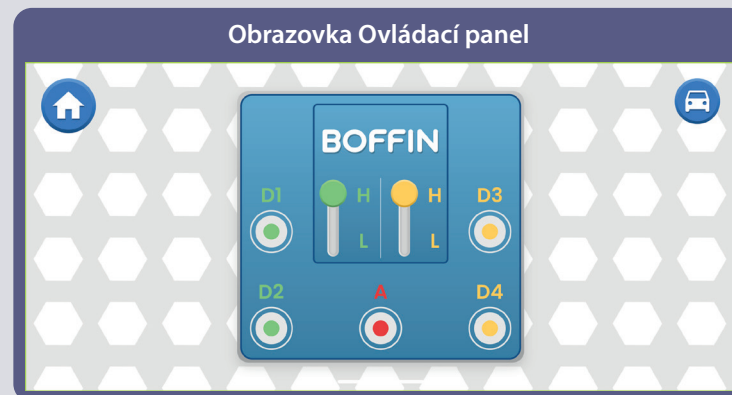 Obrazovka Ovládací panel
BOFFIN
D1 H H D3
L L
D2 A D4